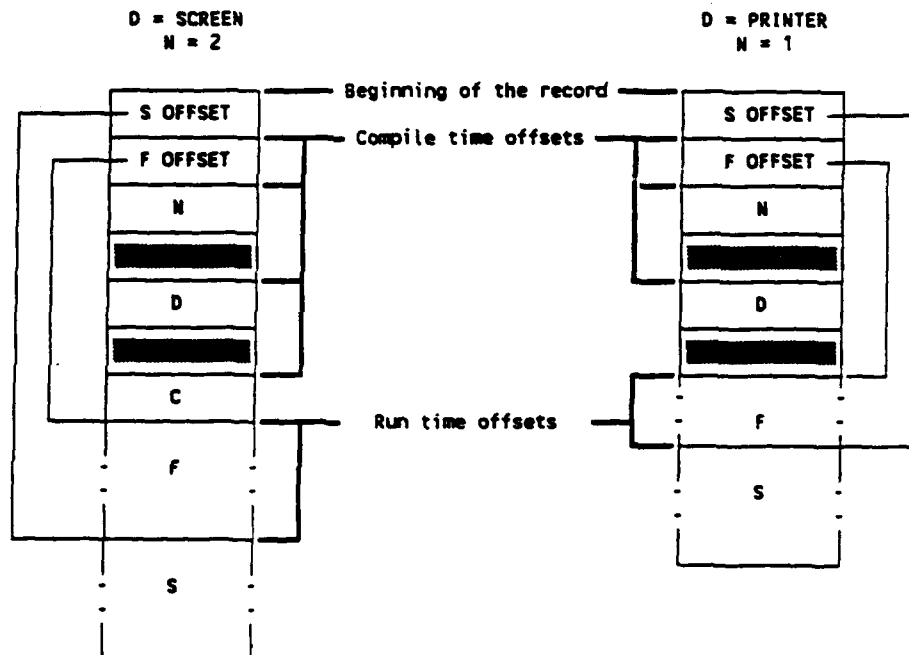 D = SCREEN
N = 2
D = PRINTER
N = 1
Beginning of the record
Compile time offsets
Run time offsets
S OFFSET
F OFFSET
N
D
C
F
S
S OFFSET
F OFFSET
N
D
F
S